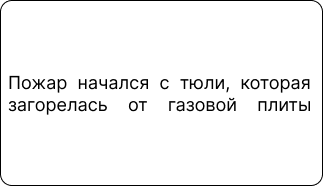 Пожар начался с тюли, которая
загорелась от газовой плиты